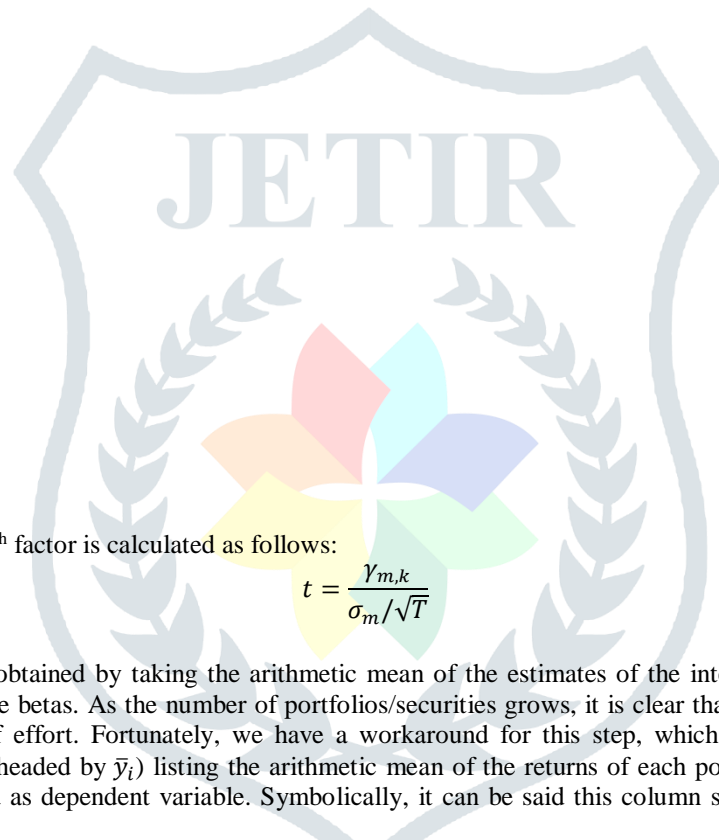 JETIR
h factor is calculated as follows:
t = γm,k / σm/√T
obtained by taking the arithmetic mean of the estimates of the
betas. As the number of portfolios/securities grows, it is clear
effort. Fortunately, we have a workaround for this step, which
headed by ȳi) listing the arithmetic mean of the returns of each
as dependent variable. Symbolically, it can be said this column